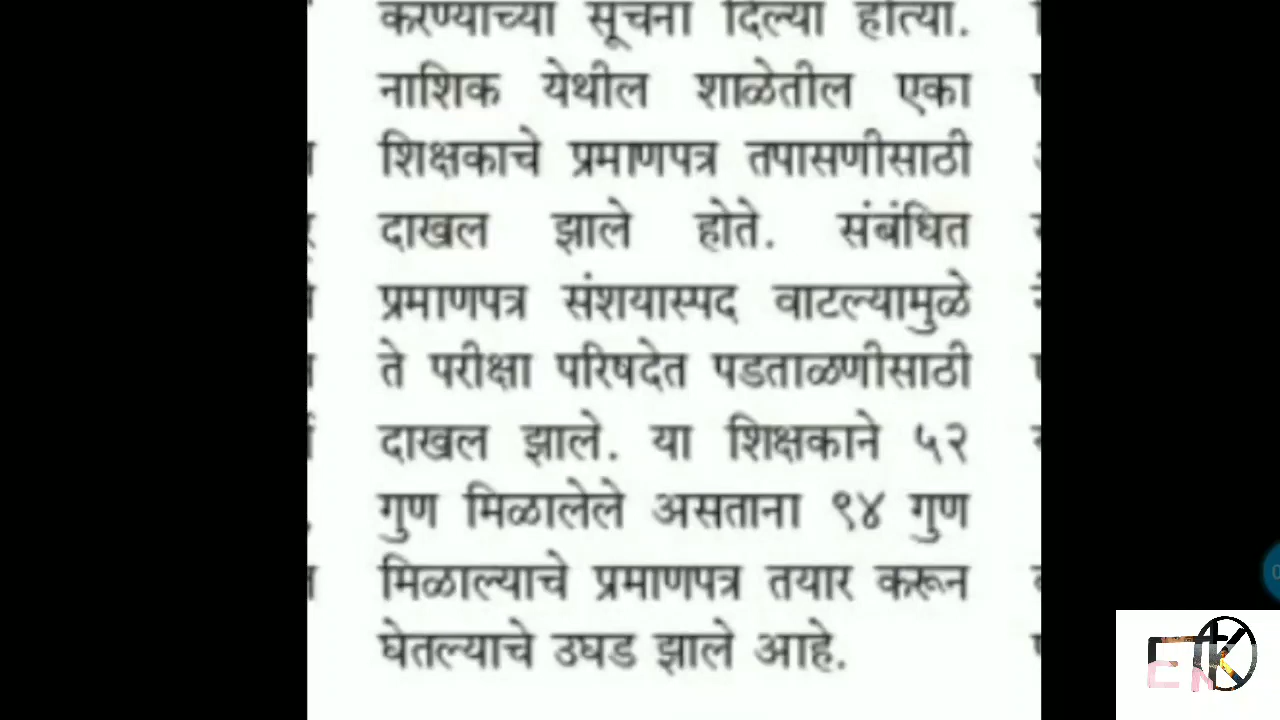 करण्याच्या सूचना दिल्या होत्या.
नाशिक येथील शाळेतील एका
शिक्षकाचे प्रमाणपत्र तपासणीसाठी
दाखल झाले होते. संबंधित
प्रमाणपत्र संशयास्पद वाटल्यामुळे
ते परीक्षा परिषदेत पडताळणीसाठी
दाखल झाले. या शिक्षकाने ५२
गुण मिळालेले असताना ९४ गुण
मिळाल्याचे प्रमाणपत्र तयार करून
घेतल्याचे उघड झाले आहे.